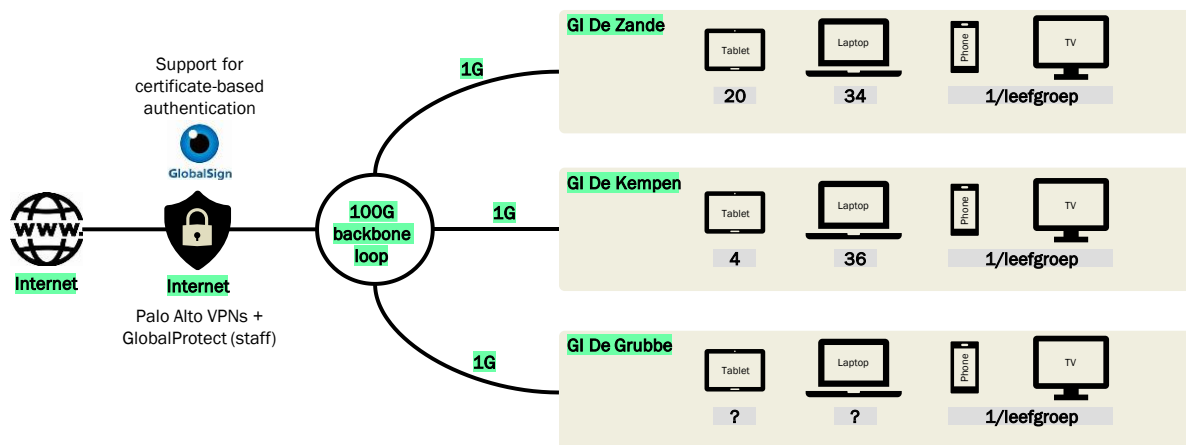 Support for
certificate-based
authentication
GlobalSign
www.
Internet
Internet
Palo Alto VPNs +
GlobalProtect (staff)
100G
backbone
loop
1G
1G
1G
GI De Zande
Tablet
Laptop
Phone
TV
20
34
1/leefgroep
GI De Kempen
Tablet
Laptop
Phone
TV
4
36
1/leefgroep
GI De Grubbe
Tablet
Laptop
Phone
TV
?
?
1/leefgroep